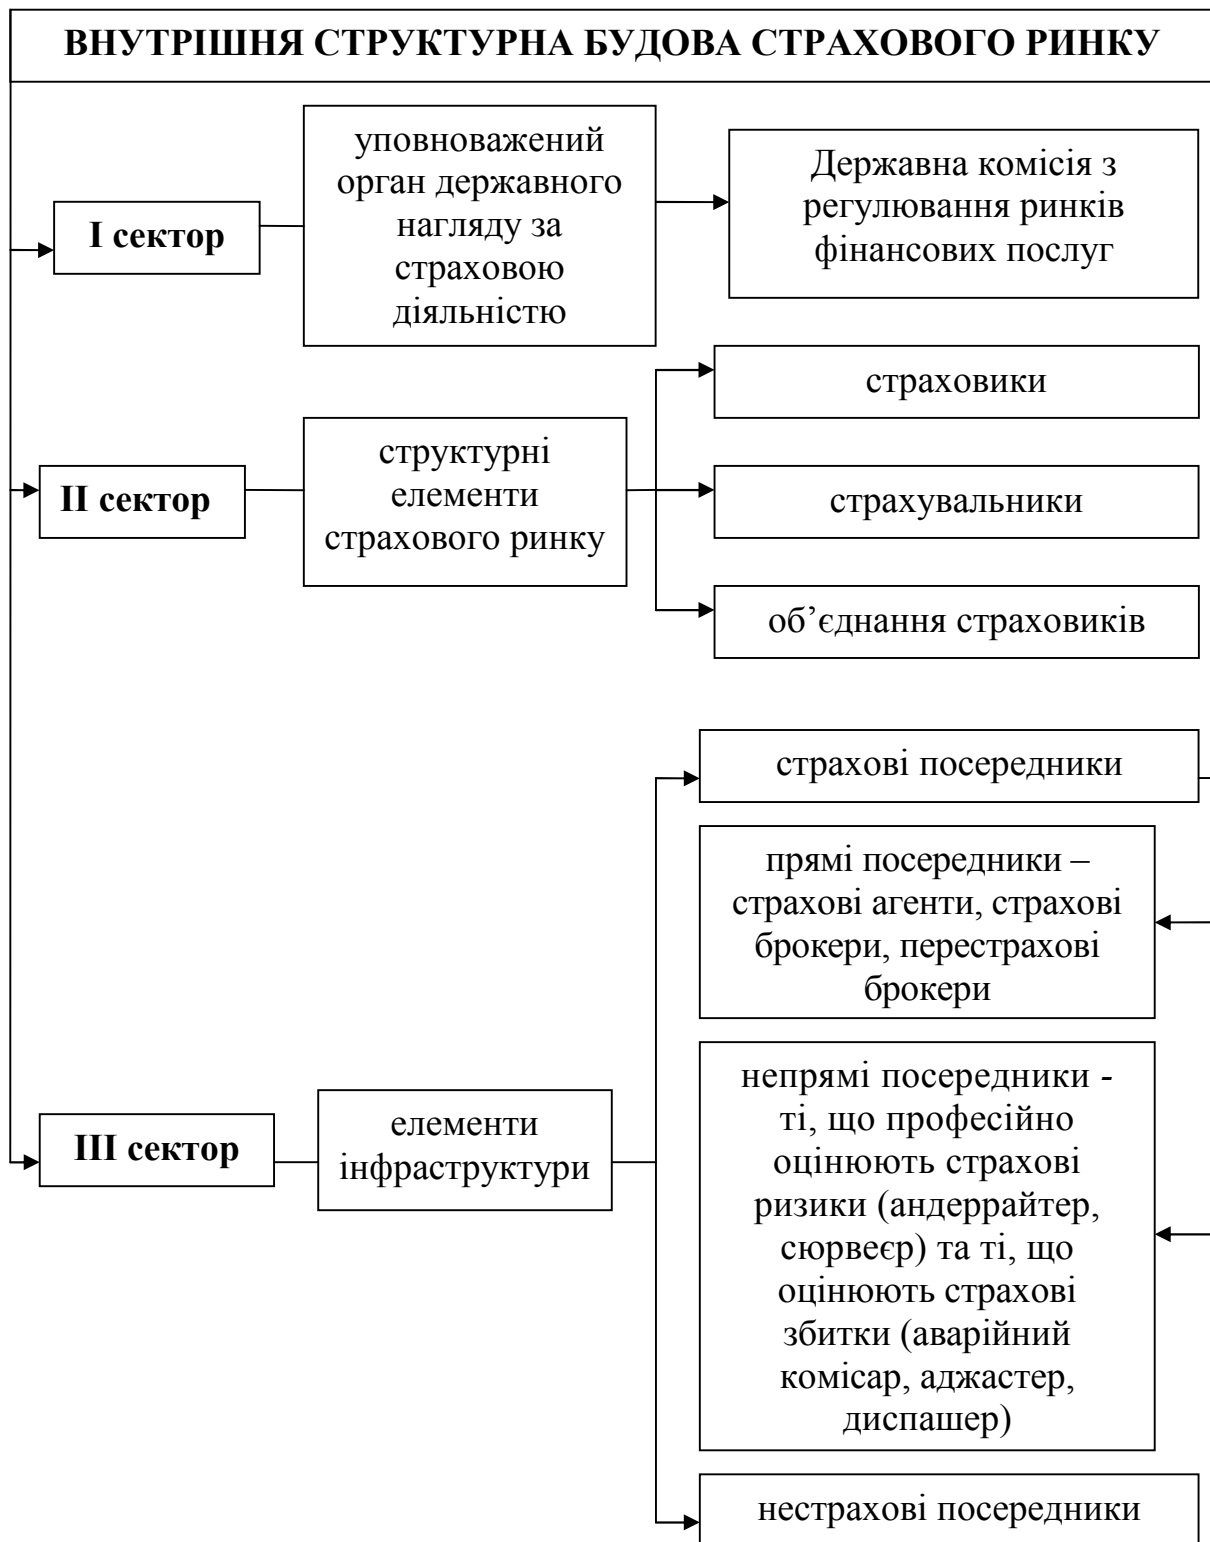 ВНУТРІШНЯ СТРУКТУРНА БУДОВА СТРАХОВОГО РИНКУ
І сектор
уповноважений
орган державного
нагляду за
страховою
діяльністю
Державна комісія з
регулювання ринків
фінансових послуг
ІІ сектор
структурні
елементи
страхового ринку
страховики
страхувальники
об’єднання страховиків
ІІІ сектор
елементи
інфраструктури
страхові посередники
прямі посередники –
страхові агенти, страхові
брокери, перестрахові
брокери
непрямі посередники -
ті, що професійно
оцінюють страхові
ризики (андеррайтер,
сюрвеєр) та ті, що
оцінюють страхові
збитки (аварійний
комісар, аджастер,
диспашер)
нестрахові посередники